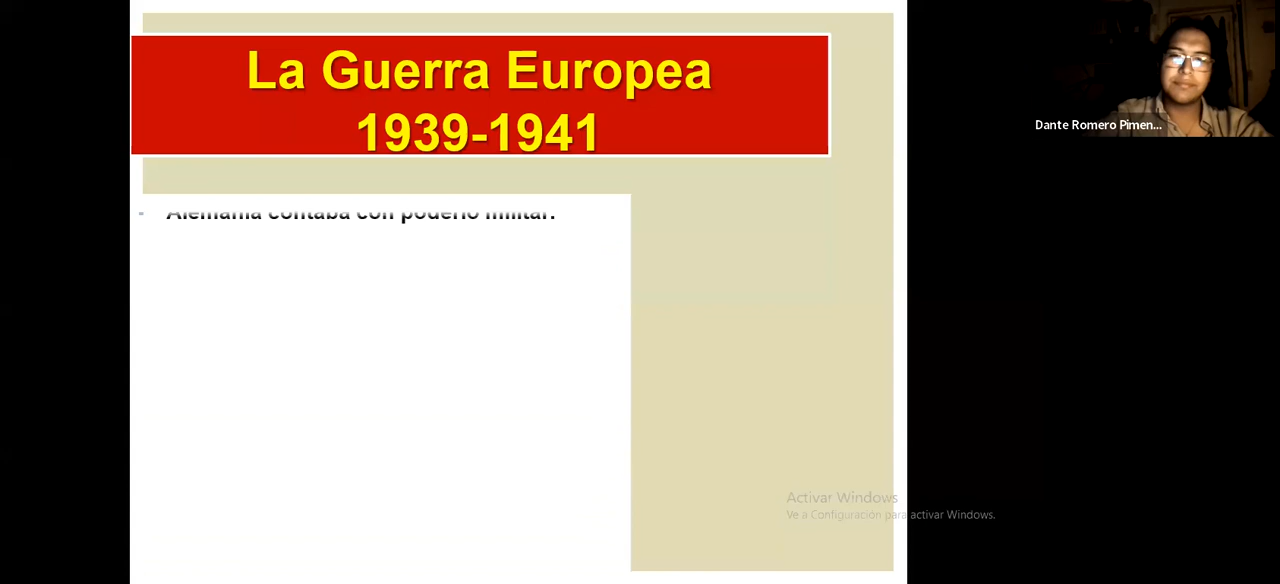 La Guerra Europea
1939-1941
- Alemania contaba con poderío militar.
Dante Romero Pimen...
Activar Windows
Ve a Configuración para activar Windows.